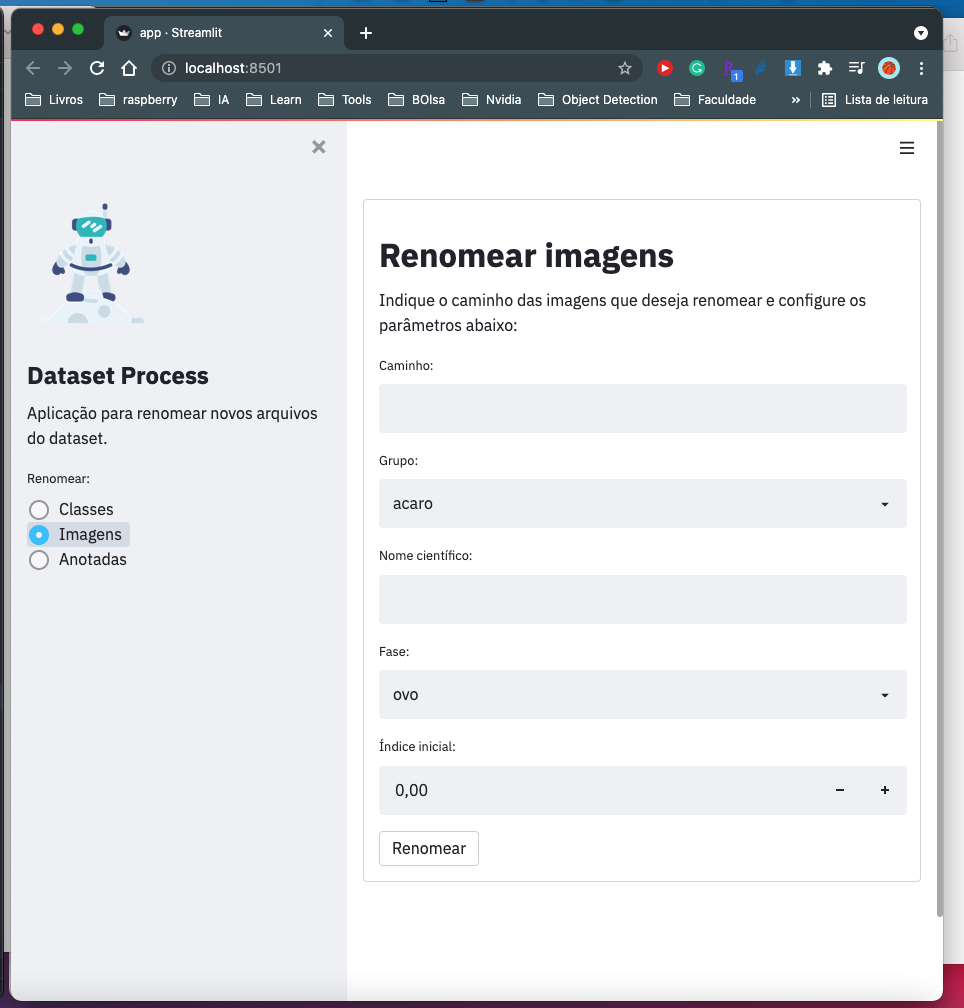 app · Streamlit
localhost:8501
1
Livros
raspberry
IA
Learn
Tools
BOlsa
Nvidia
Object Detection
Faculdade
»
Lista de leitura
Dataset Process
Aplicação para renomear novos arquivos
do dataset.
Renomear:
Classes
Imagens
Anotadas
Renomear imagens
Indique o caminho das imagens que deseja renomear e configure os
parâmetros abaixo:
Caminho:
Grupo:
acaro
Nome científico:
Fase:
ovo
Índice inicial:
0,00
Renomear